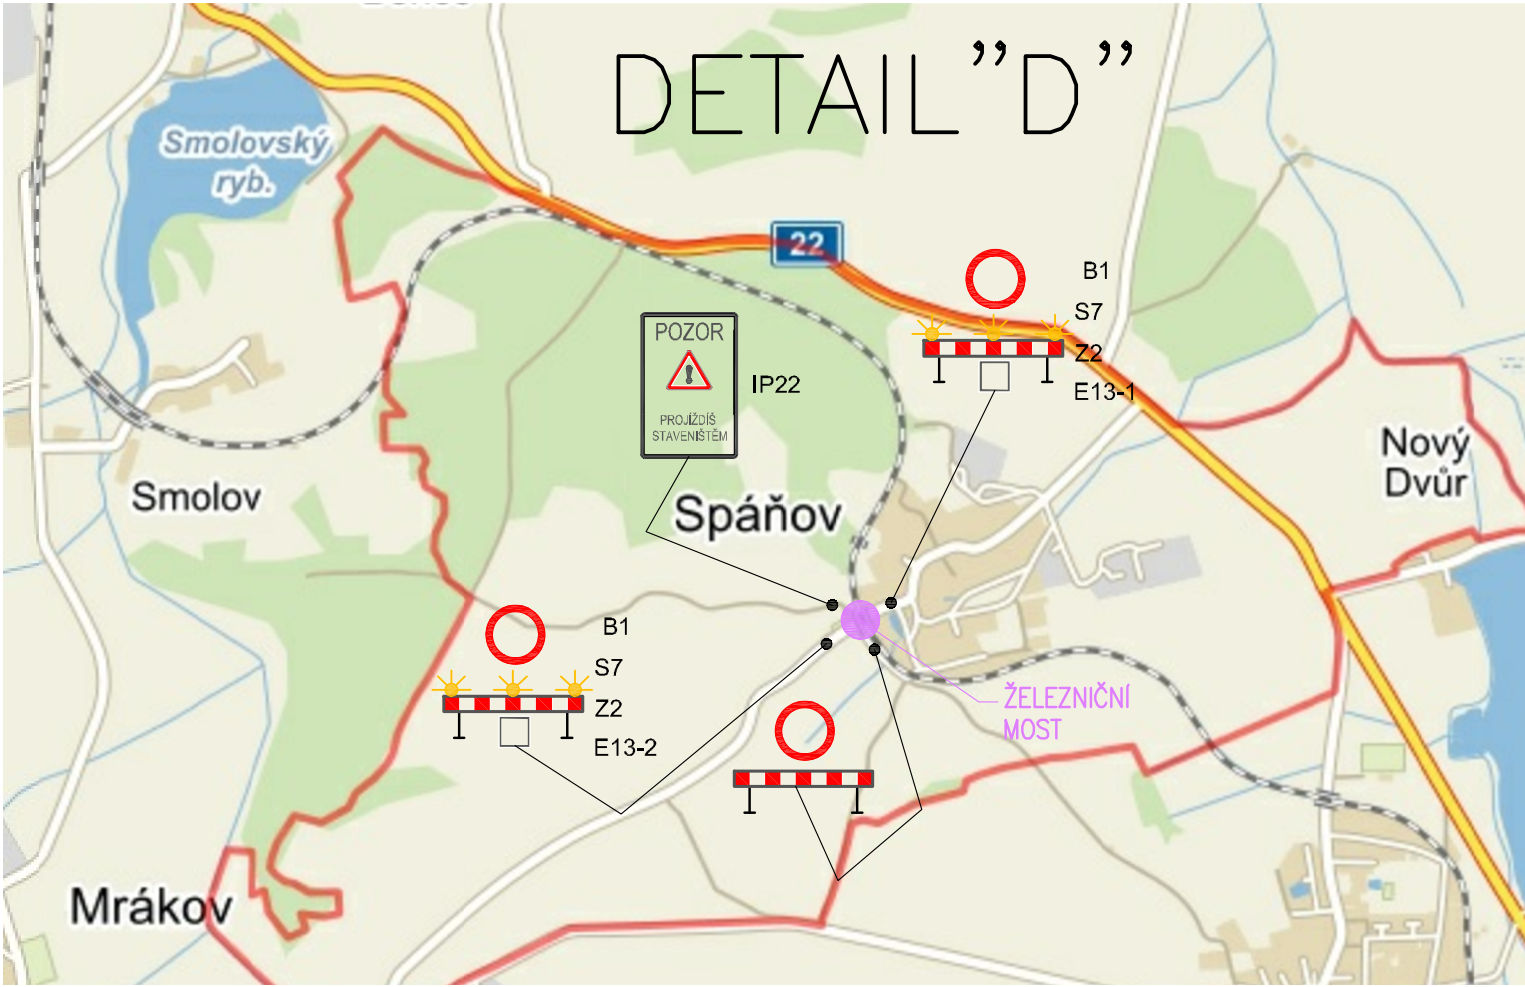 DETAIL "D"
Smolovský
ryb.
22
B1
S7
Z2
E13-1
POZOR
PROJÍŽDÍŠ
STAVENIŠTĚM
IP22
Nový
Dvůr
Smolov
Spáňov
B1
S7
Z2
E13-2
ŽELEZNIČNÍ
MOST
Mrákov